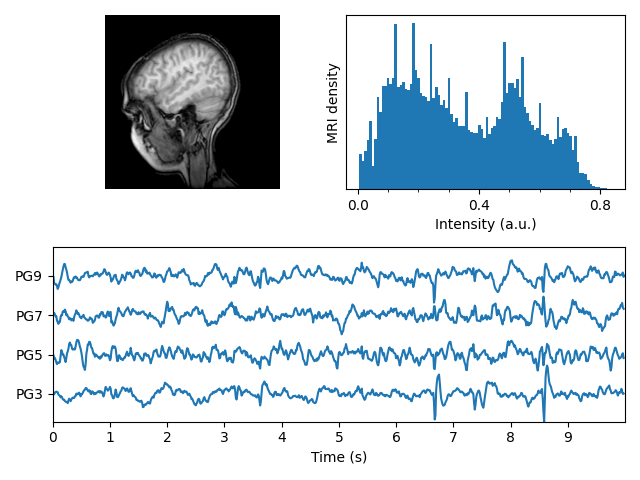 MRI density
0.0 0.4 0.8
Intensity (a.u.)
PG9
PG7
PG5
PG3
0 1 2 3 4 5 6 7 8 9
Time (s)